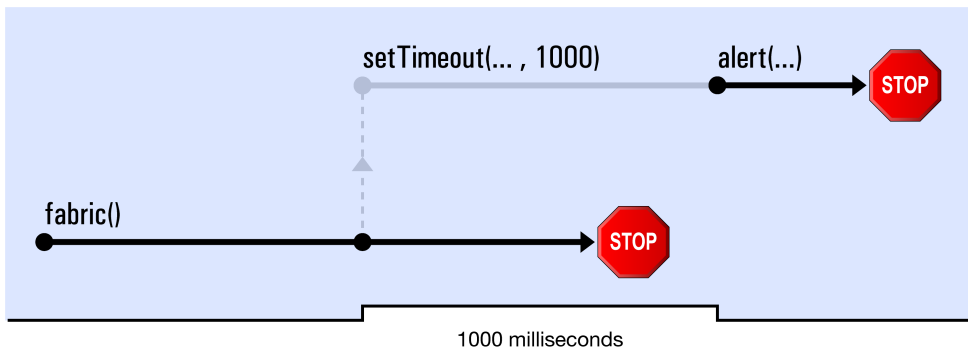 setTimeout(... , 1000)
alert(...)
STOP
fabric()
STOP
1000 milliseconds